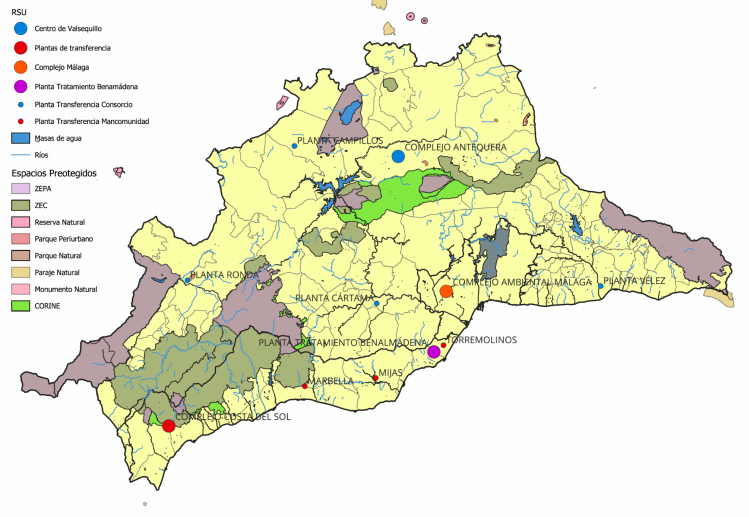 RSU
Centro de Valsequillo
Plantas de transferencia
Complejo Málaga
Planta Tratamiento Benamádena
Planta Transferencia Consorcio
Planta Transferencia Mancomunidad
Masas de agua
Ríos
Espacios Preotegidos
ZEPA
ZEC
Reserva Natural
Parque Periurbano
Parque Natural
Paraje Natural
Monumento Natural
CORINE
PLANTA CAMPILLOS
COMPLEJO ANTEQUERA
PLANTA RONDA
COMPLEJO AMBIENTAL MÁLAGA
PLANTA VÉLEZ
PLANTA CÁRTAMA
PLANTA TRATAMIENTO BENALMÁDENA
TORREMOLINOS
MIJAS
MARBELLA
COMPLEJO COSTA DEL SOL